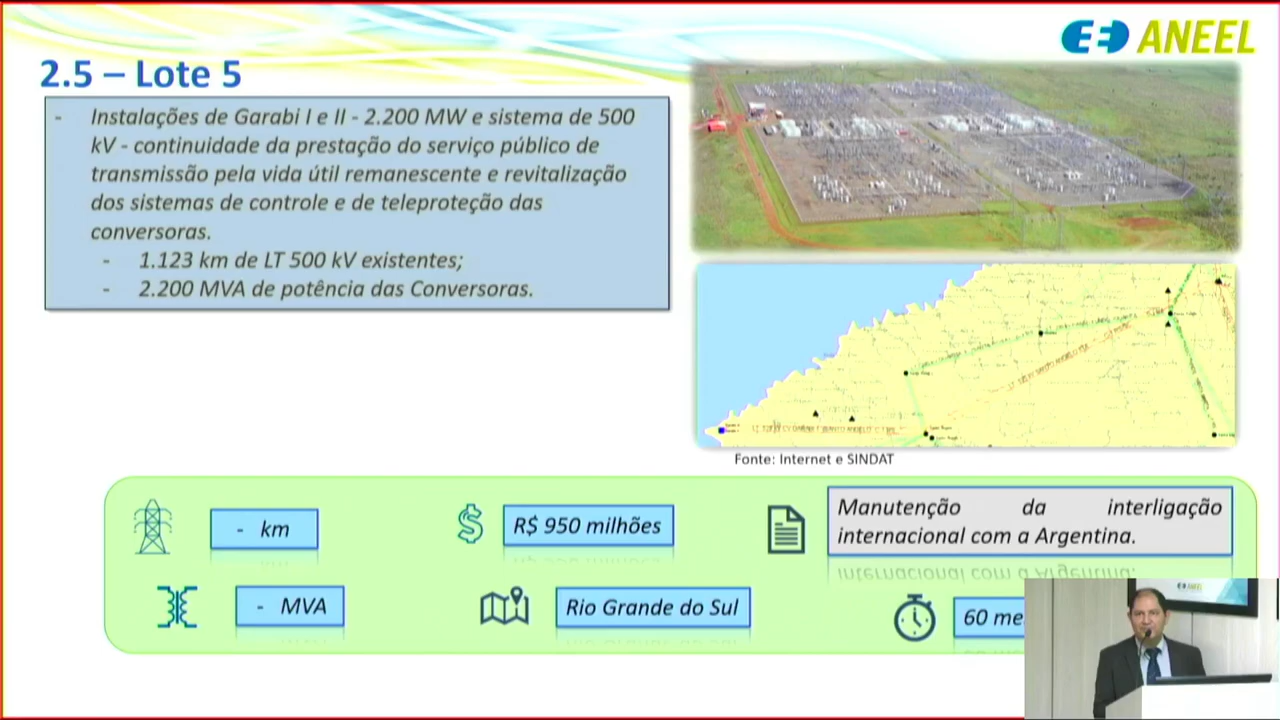 ANEEL
2.5 – Lote 5
- Instalações de Garabi I e II - 2.200 MW e sistema de 500
kV - continuidade da prestação do serviço público de
transmissão pela vida útil remanescente e revitalização
dos sistemas de controle e de teleproteção das
conversoras.
- 1.123 km de LT 500 kV existentes;
- 2.200 MVA de potência das Conversoras.
Fonte: Internet e SINDAT
- km
R$ 950 milhões
Manutenção da interligação
internacional com a Argentina.
- MVA
Rio Grande do Sul
60 me
ANEEL